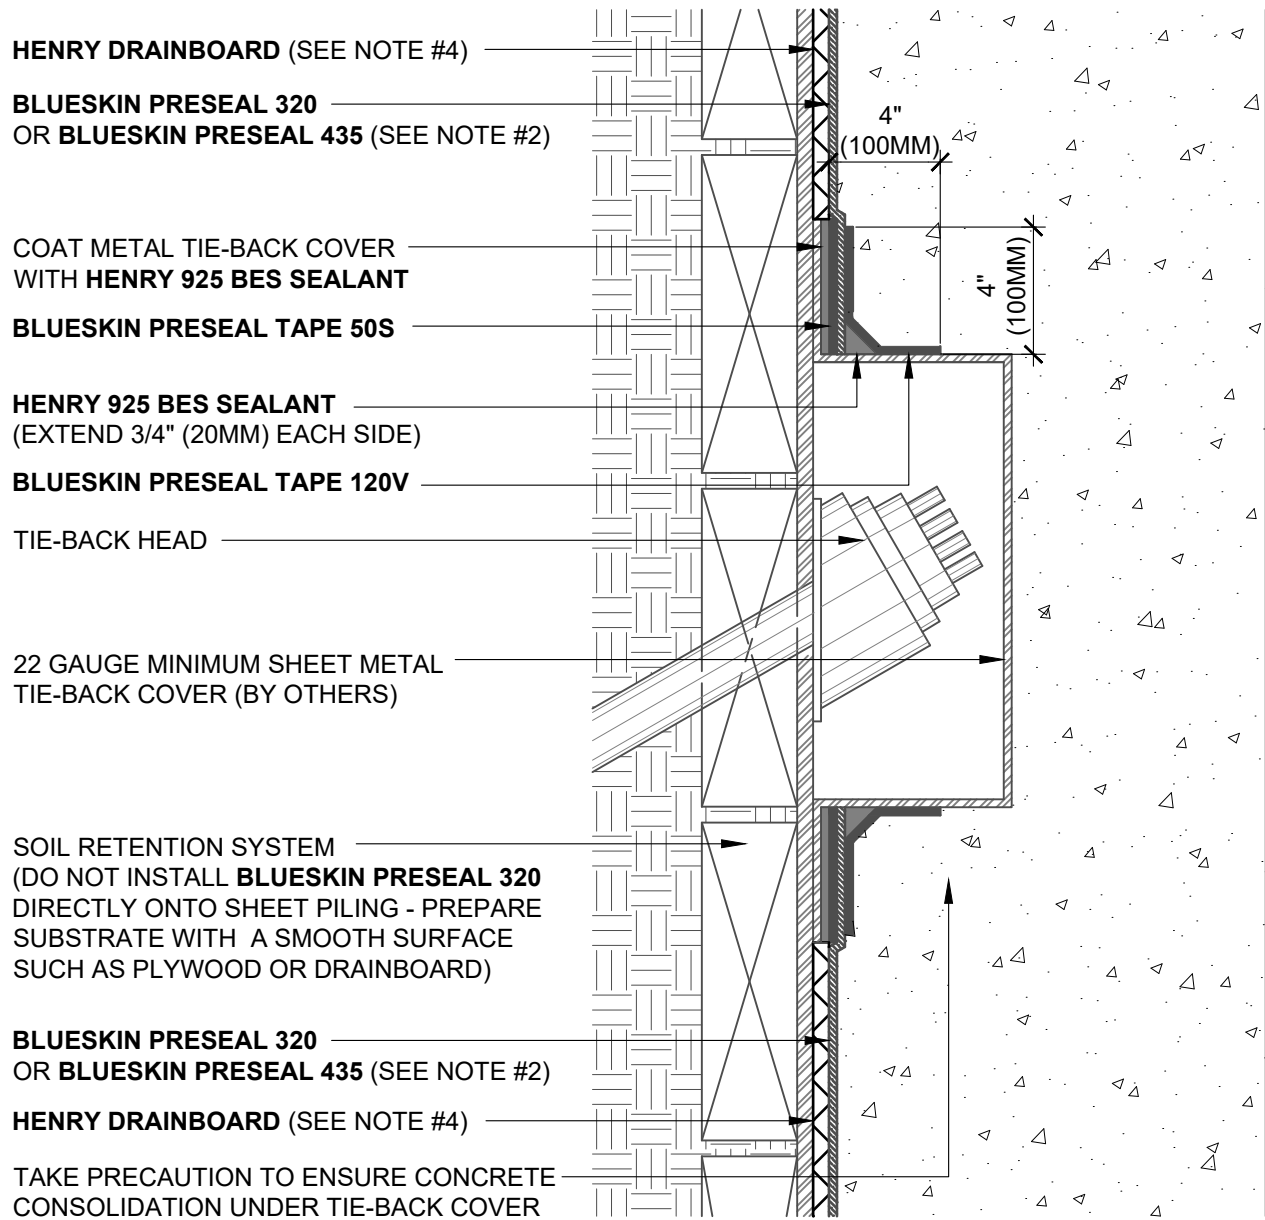 HENRY DRAINBOARD (SEE NOTE #4)
BLUESKIN PRESEAL 320
OR BLUESKIN PRESEAL 435 (SEE NOTE #2)
4"
(100MM)
COAT METAL TIE-BACK COVER
WITH HENRY 925 BES SEALANT
4"
(100MM)
BLUESKIN PRESEAL TAPE 50S
HENRY 925 BES SEALANT
(EXTEND 3/4" (20MM) EACH SIDE)
BLUESKIN PRESEAL TAPE 120V
TIE-BACK HEAD
22 GAUGE MINIMUM SHEET METAL
TIE-BACK COVER (BY OTHERS)
SOIL RETENTION SYSTEM
(DO NOT INSTALL BLUESKIN PRESEAL 320
DIRECTLY ONTO SHEET PILING - PREPARE
SUBSTRATE WITH A SMOOTH SURFACE
SUCH AS PLYWOOD OR DRAINBOARD)
BLUESKIN PRESEAL 320
OR BLUESKIN PRESEAL 435 (SEE NOTE #2)
HENRY DRAINBOARD (SEE NOTE #4)
TAKE PRECAUTION TO ENSURE CONCRETE
CONSOLIDATION UNDER TIE-BACK COVER